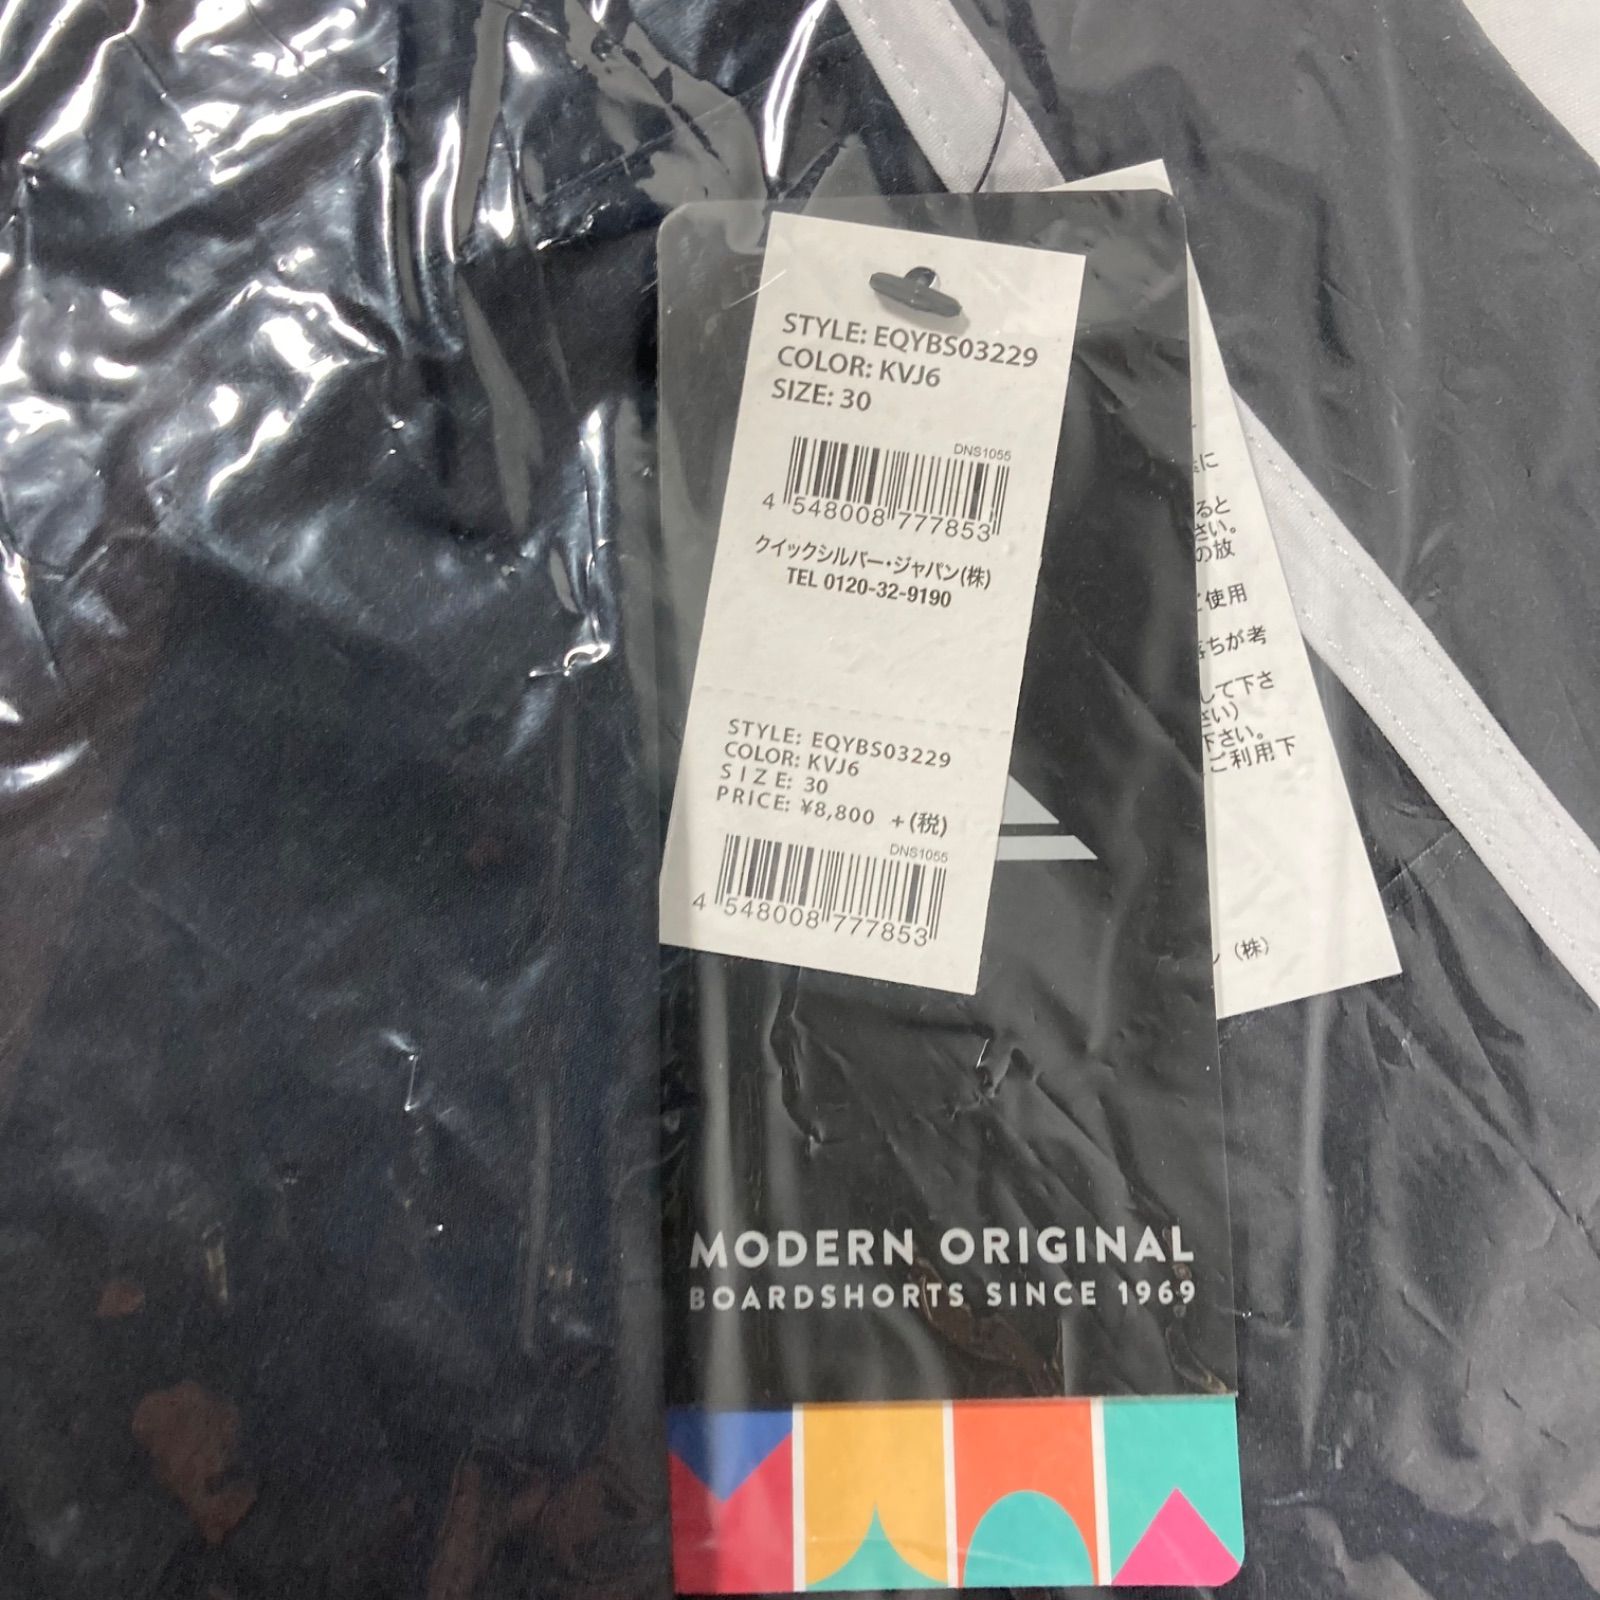 STYLE: EQYBS03229
COLOR: KVJ6
SIZE: 30
DNS1055
4 548008 777853
クイックシルバー・ジャパン(株)
TEL 0120-32-9190
STYLE: EQYBS03229
COLOR: KVJ6
SIZE: 30
PRICE: ¥8,800 +(税)
DNS1055
4 548008 777853
に
ると
さい。
の放
使用
落ちが考
して下さ
さい)
下さい。
ご利用下
(株)
MODERN ORIGINAL
BOARDSHORTS SINCE 1969